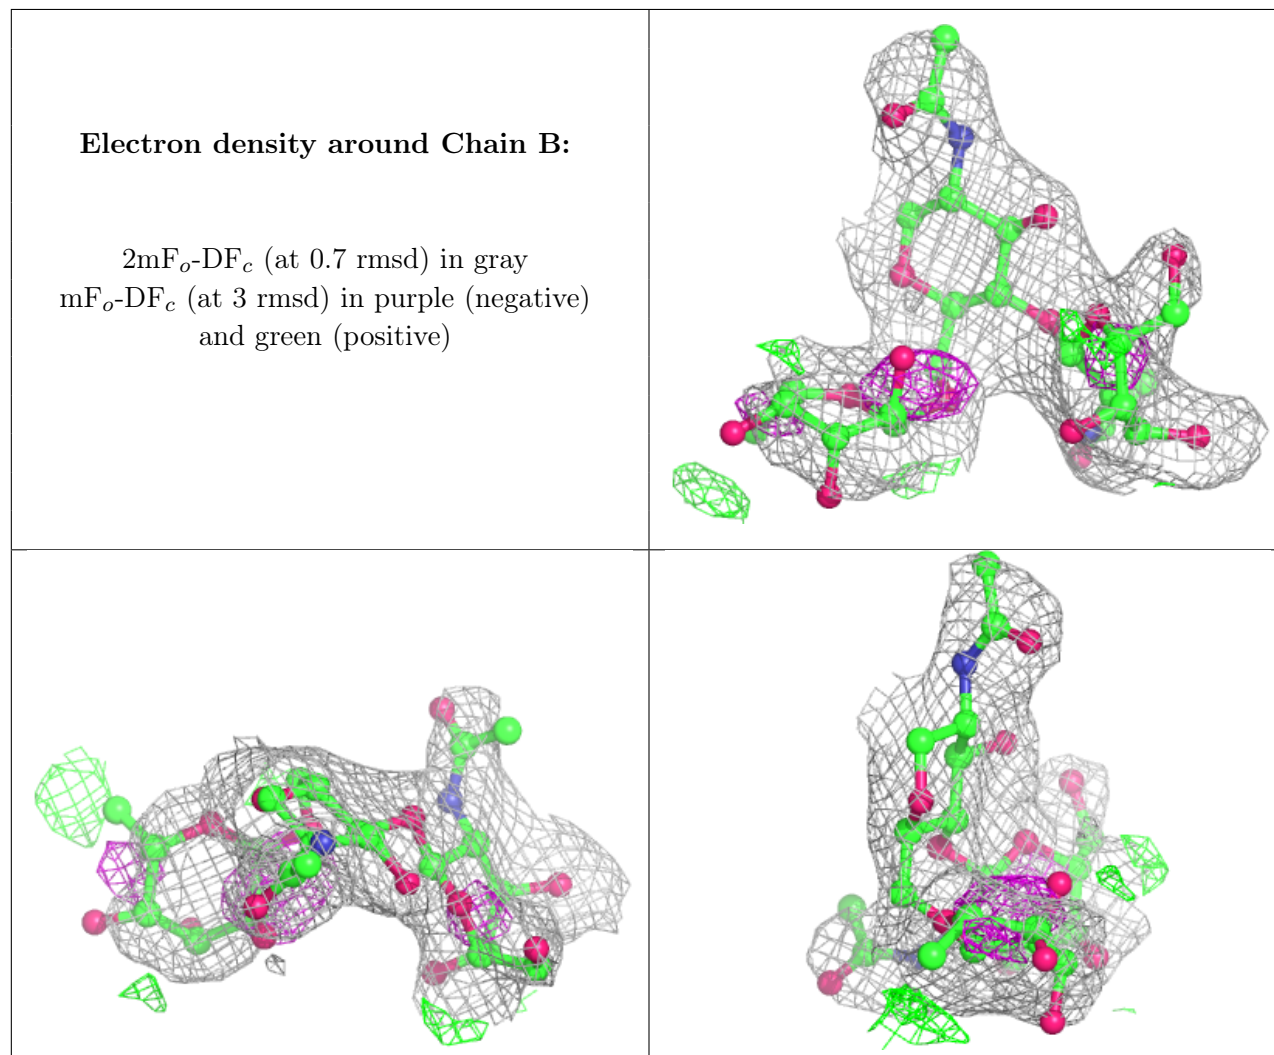 Electron density around Chain B:
2mFo-DFc (at 0.7 rmsd) in gray
mFo-DFc (at 3 rmsd) in purple (negative)
and green (positive)